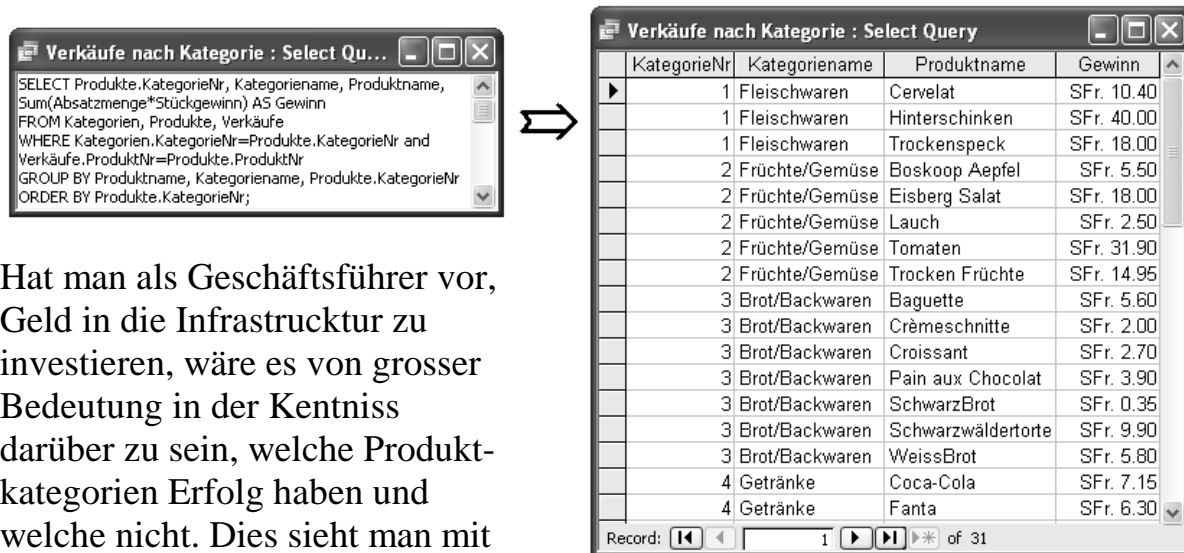 Verkäufe nach Kategorie : Select Qu...
SELECT Produkte.KategorieNr, Kategoriename, Produktname,
Sum(Absatzmenge*Stückgewinn) AS Gewinn
FROM Kategorien, Produkte, Verkäufe
WHERE Kategorien.KategorieNr=Produkte.KategorieNr and
Verkäufe.ProduktNr=Produkte.ProduktNr
GROUP BY Produktname, Kategoriename, Produkte.KategorieNr
ORDER BY Produkte.KategorieNr;
Hat man als Geschäftsführer vor,
Geld in die Infrastrucktur zu
investieren, wäre es von grosser
Bedeutung in der Kentniss
darüber zu sein, welche Produkt-
kategorien Erfolg haben und
welche nicht. Dies sieht man mit
Verkäufe nach Kategorie : Select Query
KategorieNr Kategoriename Produktname Gewinn
1 Fleischwaren Cervelat SFr. 10.40
1 Fleischwaren Hinterschinken SFr. 40.00
1 Fleischwaren Trockenspeck SFr. 18.00
2 Früchte/Gemüse Boskoop Aepfel SFr. 5.50
2 Früchte/Gemüse Eisberg Salat SFr. 18.00
2 Früchte/Gemüse Lauch SFr. 2.50
2 Früchte/Gemüse Tomaten SFr. 31.90
2 Früchte/Gemüse Trocken Früchte SFr. 14.95
3 Brot/Backwaren Baguette SFr. 5.60
3 Brot/Backwaren Crèmeschnitte SFr. 2.00
3 Brot/Backwaren Croissant SFr. 2.70
3 Brot/Backwaren Pain aux Chocolat SFr. 3.90
3 Brot/Backwaren SchwarzBrot SFr. 0.35
3 Brot/Backwaren Schwarzwäldertorte SFr. 9.90
3 Brot/Backwaren WeissBrot SFr. 5.80
4 Getränke Coca-Cola SFr. 7.15
4 Getränke Fanta SFr. 6.30
Record: 1 of 31